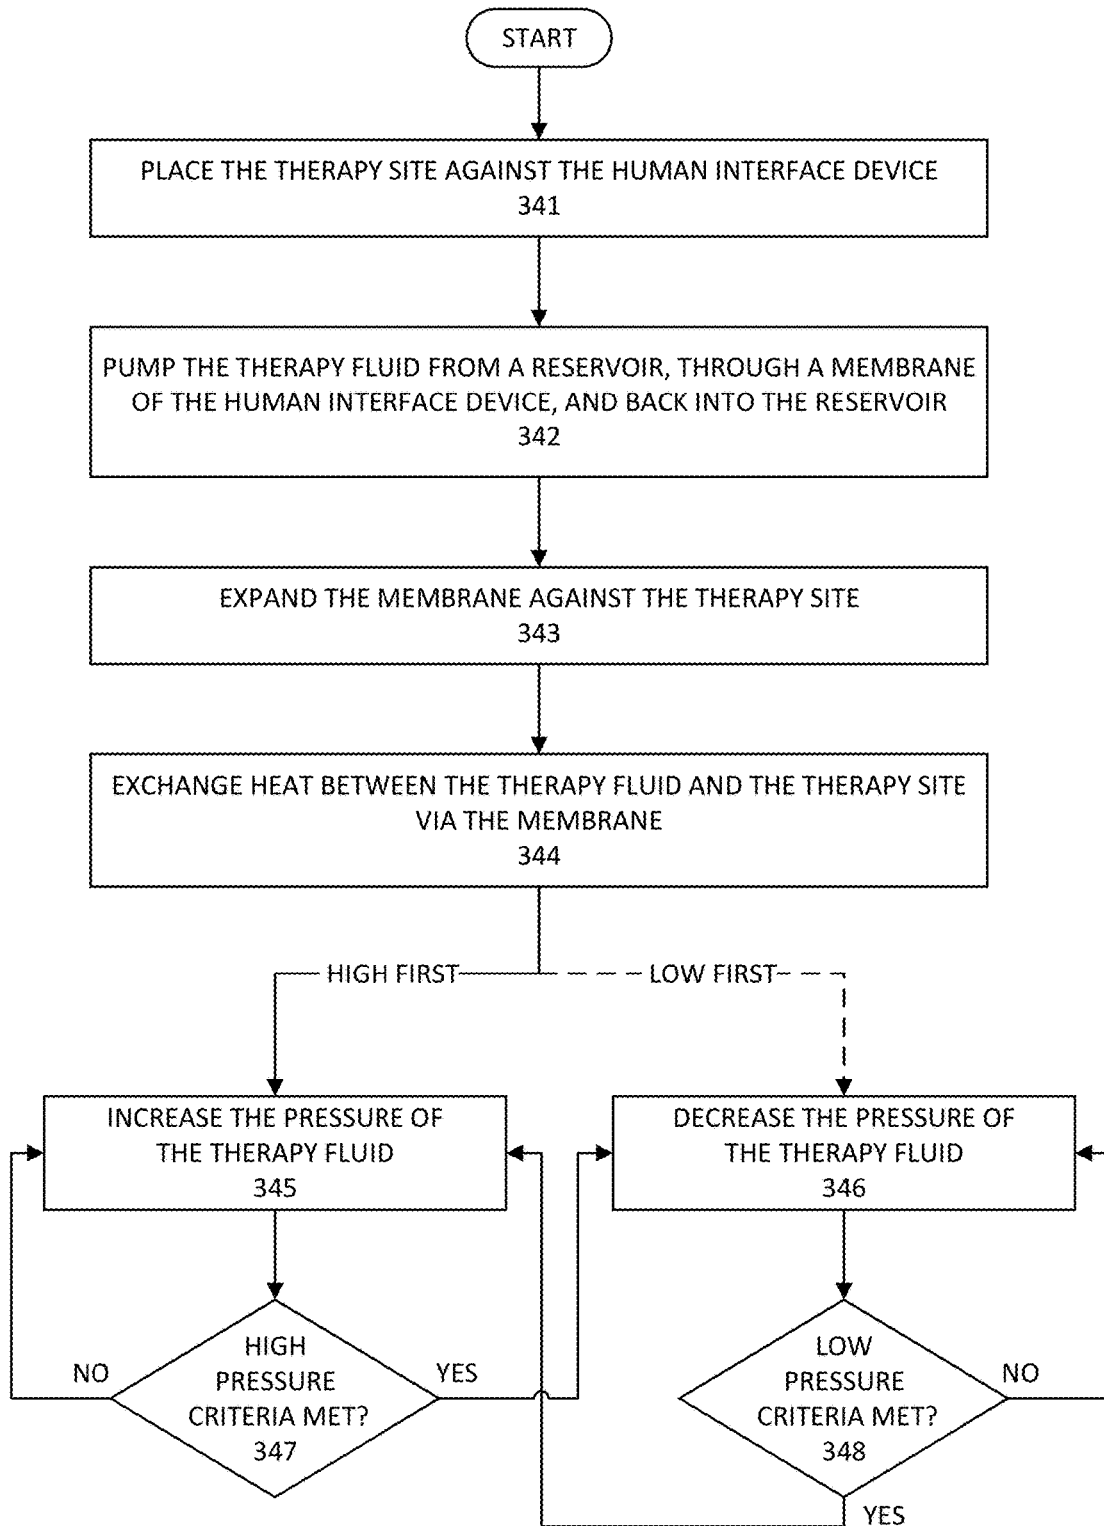 START
PLACE THE THERAPY SITE AGAINST THE HUMAN INTERFACE DEVICE
341
PUMP THE THERAPY FLUID FROM A RESERVOIR, THROUGH A MEMBRANE
OF THE HUMAN INTERFACE DEVICE, AND BACK INTO THE RESERVOIR
342
EXPAND THE MEMBRANE AGAINST THE THERAPY SITE
343
EXCHANGE HEAT BETWEEN THE THERAPY FLUID AND THE THERAPY SITE
VIA THE MEMBRANE
344
HIGH FIRST
LOW FIRST
INCREASE THE PRESSURE OF
THE THERAPY FLUID
345
DECREASE THE PRESSURE OF
THE THERAPY FLUID
346
NO
HIGH
PRESSURE
CRITERIA MET?
347
YES
LOW
PRESSURE
CRITERIA MET?
348
NO
YES